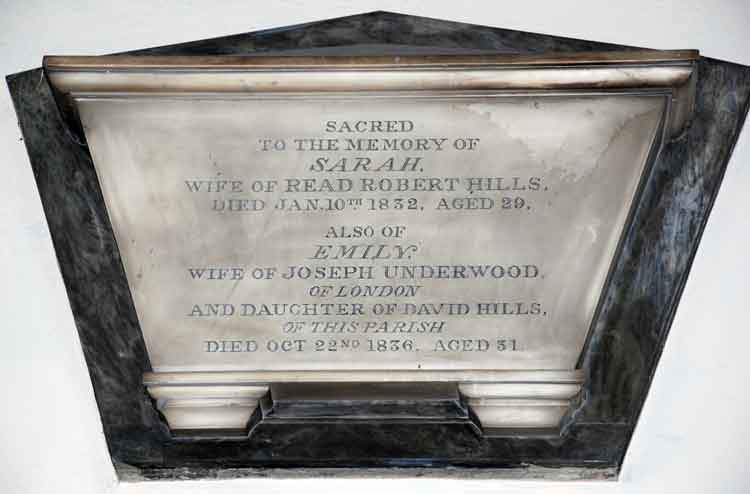 SACRED
TO THE MEMORY OF
SARAH,
WIFE OF READ ROBERT HILLS,
DIED JAN. 10TH 1832, AGED 29,
ALSO OF
EMILY,
WIFE OF JOSEPH UNDERWOOD,
OF LONDON
AND DAUGHTER OF DAVID HILLS,
OF THIS PARISH
DIED OCT 22ND 1836, AGED 31